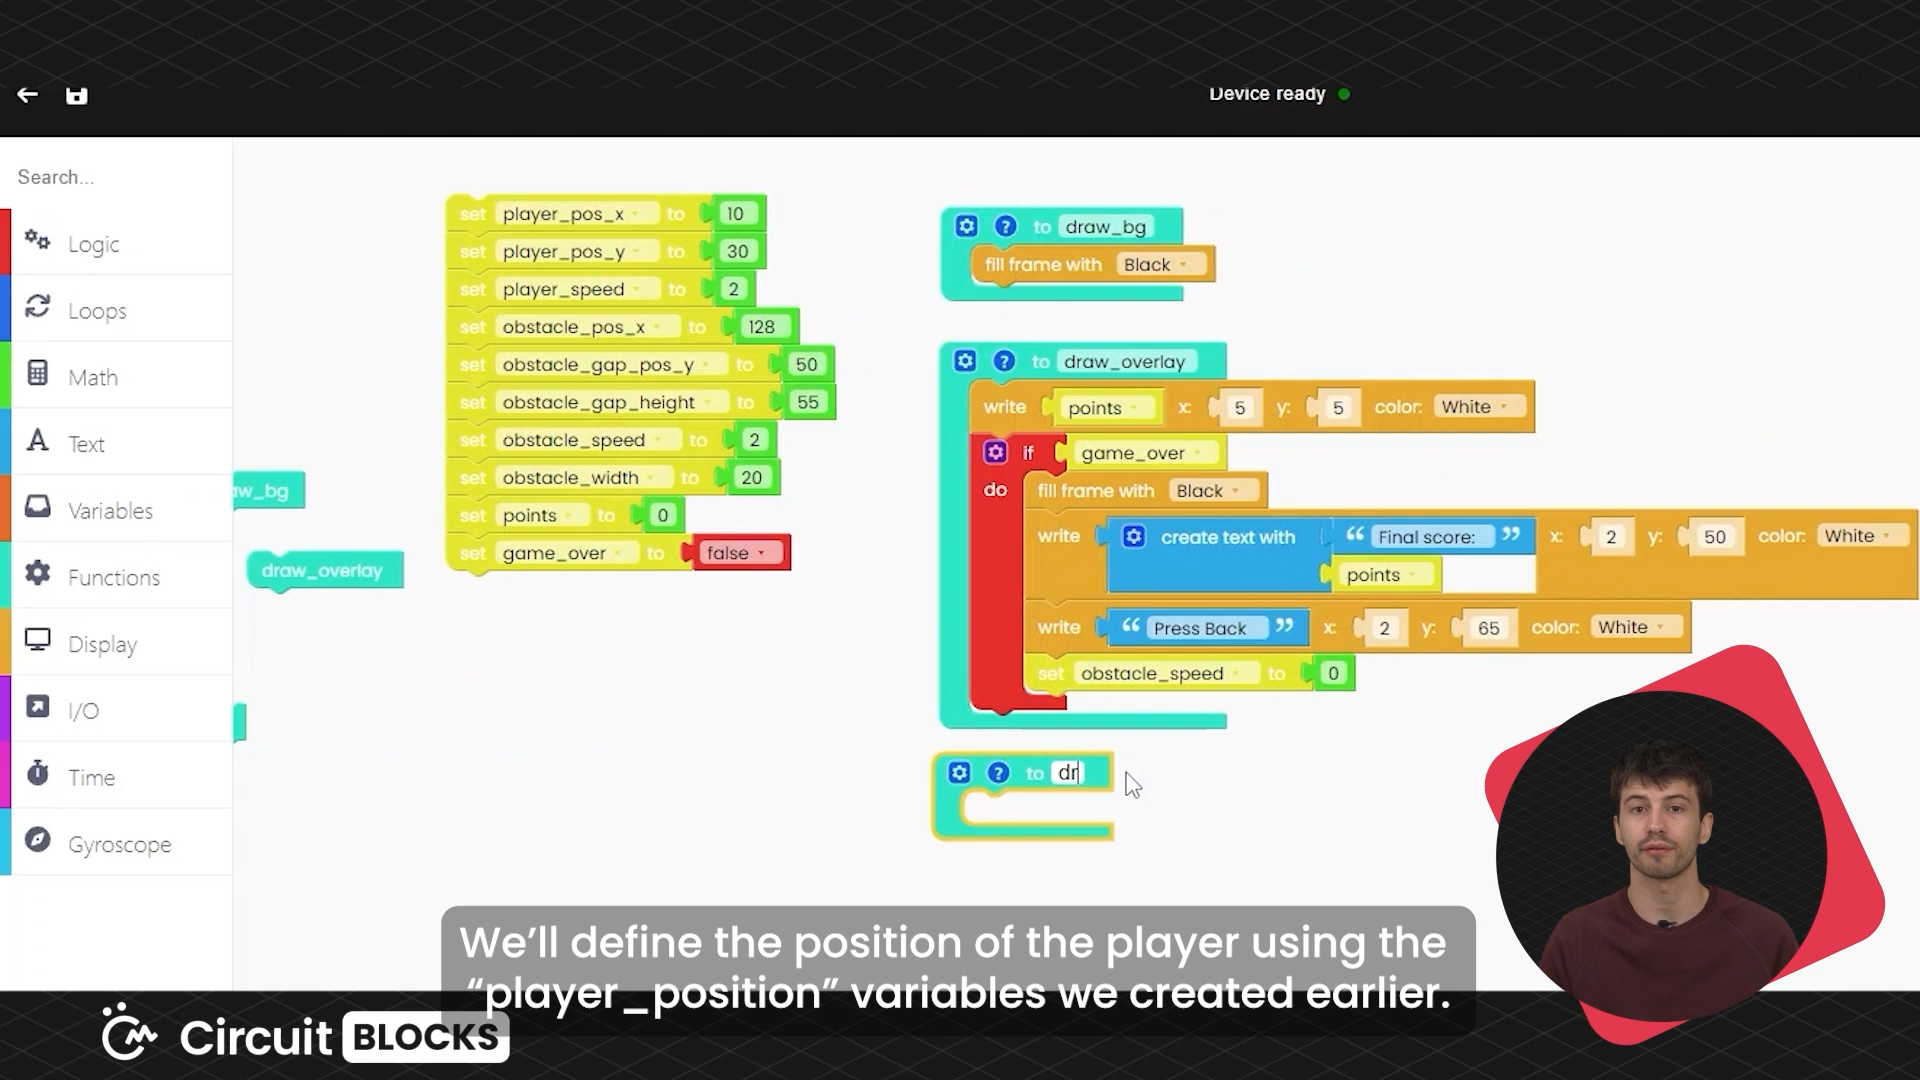 Device ready
Search...
Logic
Loops
Math
Text
Variables
Functions
Display
I/O
Time
Gyroscope
aw_bg
draw_overlay
set player_pos_x to 10
set player_pos_y to 30
set player_speed to 2
set obstacle_pos_x to 128
set obstacle_gap_pos_y to 50
set obstacle_gap_height to 55
set obstacle_speed to 2
set obstacle_width to 20
set points to 0
set game_over to false
? to draw_bg
fill frame with Black
? to draw_overlay
write points x: 5 y: 5 color: White
if game_over
do fill frame with Black
write create text with “ Final score: ” x: 2 y: 50 color: White
points
write “ Press Back ” x: 2 y: 65 color: White
set obstacle_speed to 0
? to dr
We’ll define the position of the player using the
“player_position” variables we created earlier.
Circuit BLOCKS